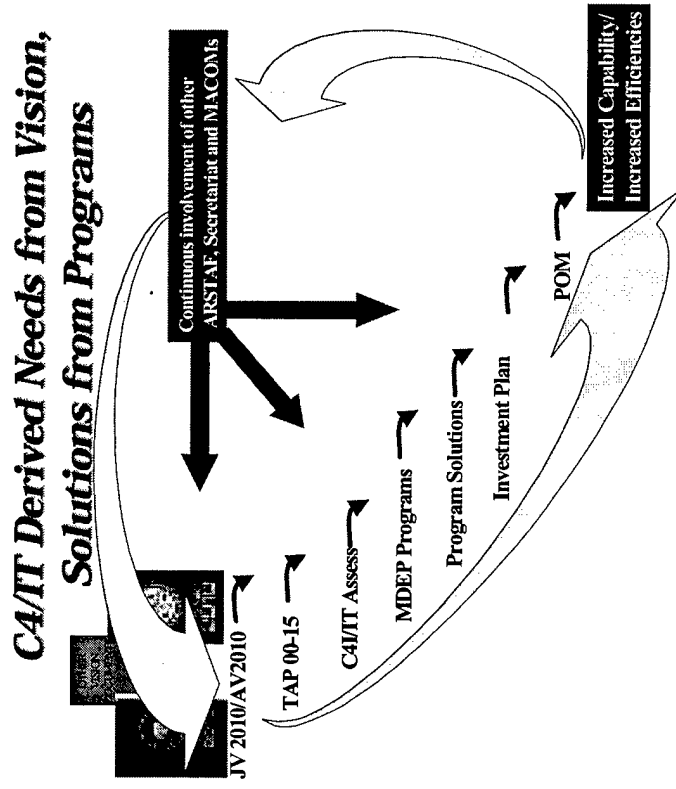 C4/IT Derived Needs from Vision,
Solutions from Programs
Continuous involvement of other
ARSTAF, Secretariat and MACOMs
JV 2010/AV2010
TAP 00-15
C4I/IT Assess
MDEP Programs
Program Solutions
Investment Plan
POM
Increased Capability/
Increased Efficiencies